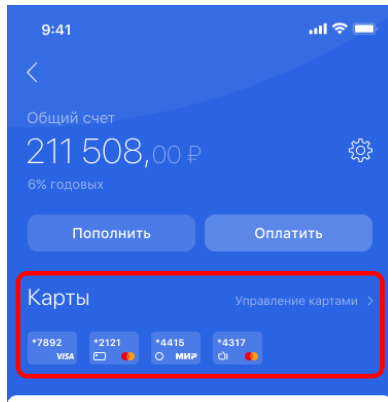 9:41
Общий счет
211 508,00 ₽
6% годовых
Пополнить Оплатить
Карты Управление картами
*7892 *2121 *4415 *4317
VISA МИР